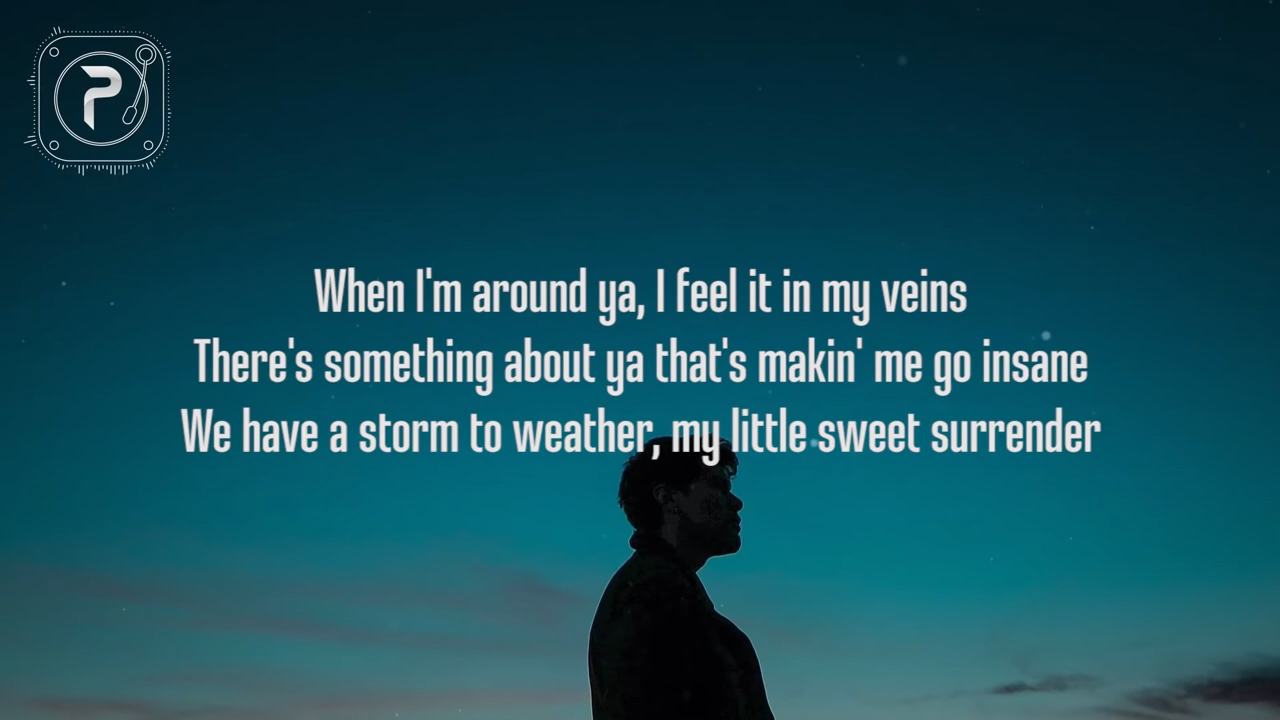 When I'm around ya, I feel it in my veins
There's something about ya that's makin' me go insane
We have a storm to weather, my little sweet surrender